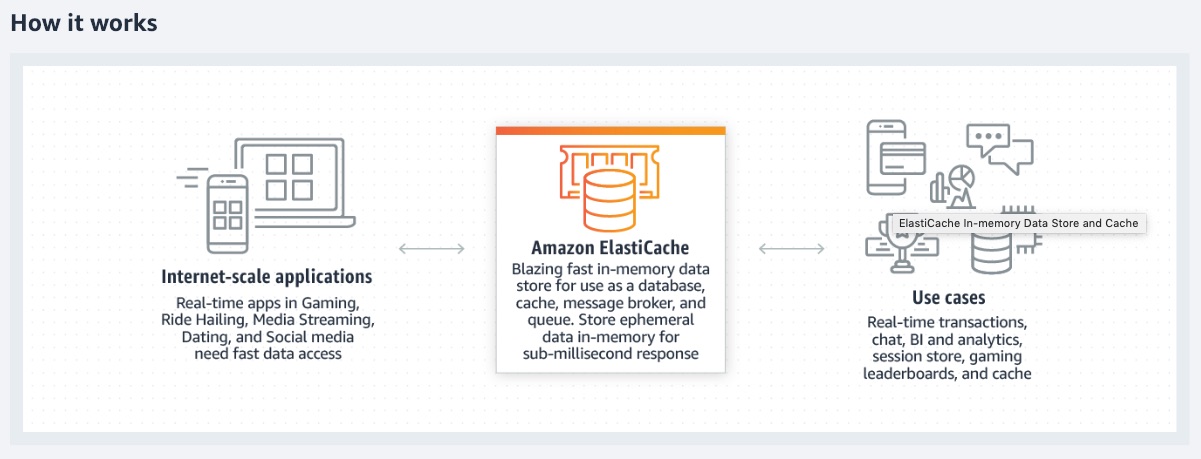 How it works
Internet-scale applications
Real-time apps in Gaming,
Ride Hailing, Media Streaming,
Dating, and Social media
need fast data access
Amazon ElastiCache
Blazing fast in-memory data
store for use as a database,
cache, message broker, and
queue. Store ephemeral
data in-memory for
sub-millisecond response
ElastiCache In-memory Data Store and Cache
Use cases
Real-time transactions,
chat, BI and analytics,
session store, gaming
leaderboards, and cache